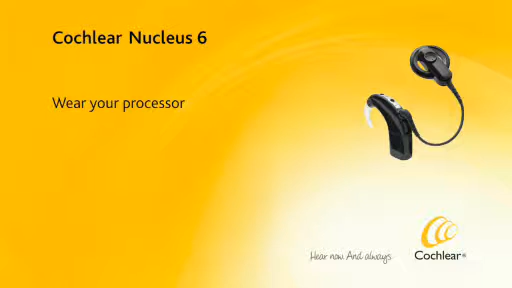 Cochlear Nucleus 6
Wear your processor
Hear now. And always
Cochlear®